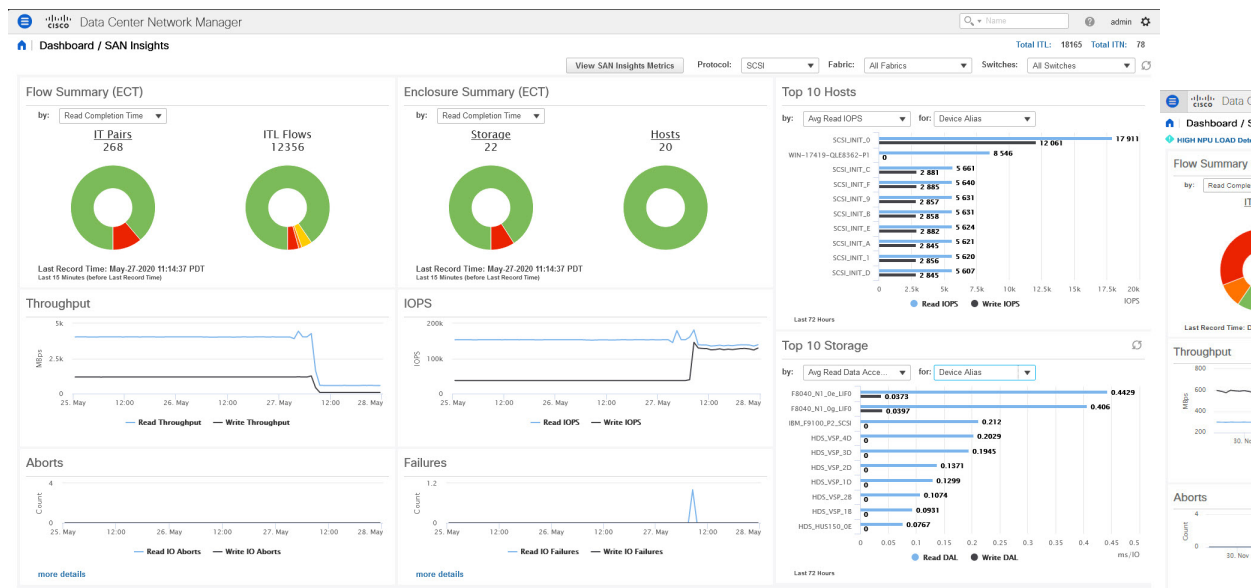 cisco Data Center Network Manager
Name
admin
Dashboard / SAN Insights
Total ITL: 18165 Total ITN: 78
View SAN Insights Metrics Protocol: SCSI Fabric: All Fabrics Switches: All Switches
Flow Summary (ECT)
by: Read Completion Time
IT Pairs
268
ITL Flows
12356
Last Record Time: May-27-2020 11:14:37 PDT
Last 15 Minutes (before Last Record Time)
Enclosure Summary (ECT)
by: Read Completion Time
Storage
22
Hosts
20
Last Record Time: May-27-2020 11:14:37 PDT
Last 15 Minutes (before Last Record Time)
Top 10 Hosts
by: Avg Read IOPS for: Device Alias
SCSI_INIT_0 17 911 12 061
WIN-17419-QLE8362-P1 8 546 0
SCSI_INIT_C 5 661 2 881
SCSI_INIT_F 5 640 2 885
SCSI_INIT_9 5 631 2 857
SCSI_INIT_B 5 631 2 858
SCSI_INIT_E 5 624 2 882
SCSI_INIT_A 5 621 2 845
SCSI_INIT_1 5 620 2 856
SCSI_INIT_D 5 607 2 845
0 2.5k 5k 7.5k 10k 12.5k 15k 17.5k 20k
IOPS
Read IOPS Write IOPS
Last 72 Hours
Throughput
5k
2.5k
0
MBps
25. May 12:00 26. May 12:00 27. May 12:00 28. May
Read Throughput Write Throughput
IOPS
200k
100k
0
IOPS
25. May 12:00 26. May 12:00 27. May 12:00 28. May
Read IOPS Write IOPS
Top 10 Storage
by: Avg Read Data Acce... for: Device Alias
F8040_N1_0e_LIF0 0.4429 0.0373
F8040_N1_0g_LIF0 0.406 0.0397
IBM_F9100_P2_SCSI 0.212 0
HDS_VSP_4D 0.2029 0
HDS_VSP_3D 0.1945 0
HDS_VSP_2D 0.1371 0
HDS_VSP_1D 0.1299 0
HDS_VSP_2B 0.1074 0
HDS_VSP_1B 0.0931 0
HDS_HUS150_0E 0.0767 0
0 0.05 0.1 0.15 0.2 0.25 0.3 0.35 0.4 0.45 0.5
ms/IO
Read DAL Write DAL
Last 72 Hours
Aborts
4
0
Count
25. May 12:00 26. May 12:00 27. May 12:00 28. May
Read IO Aborts Write IO Aborts
more details
Failures
1.2
0
Count
25. May 12:00 26. May 12:00 27. May 12:00 28. May
Read IO Failures Write IO Failures
more details
cisco Data C
Dashboard / S
HIGH NPU LOAD Det
Flow Summary
by: Read Comple
IT
Last Record Time: D
Throughput
800
600
400
200
MBps
30. No
Aborts
4
0
Count
30. Nov